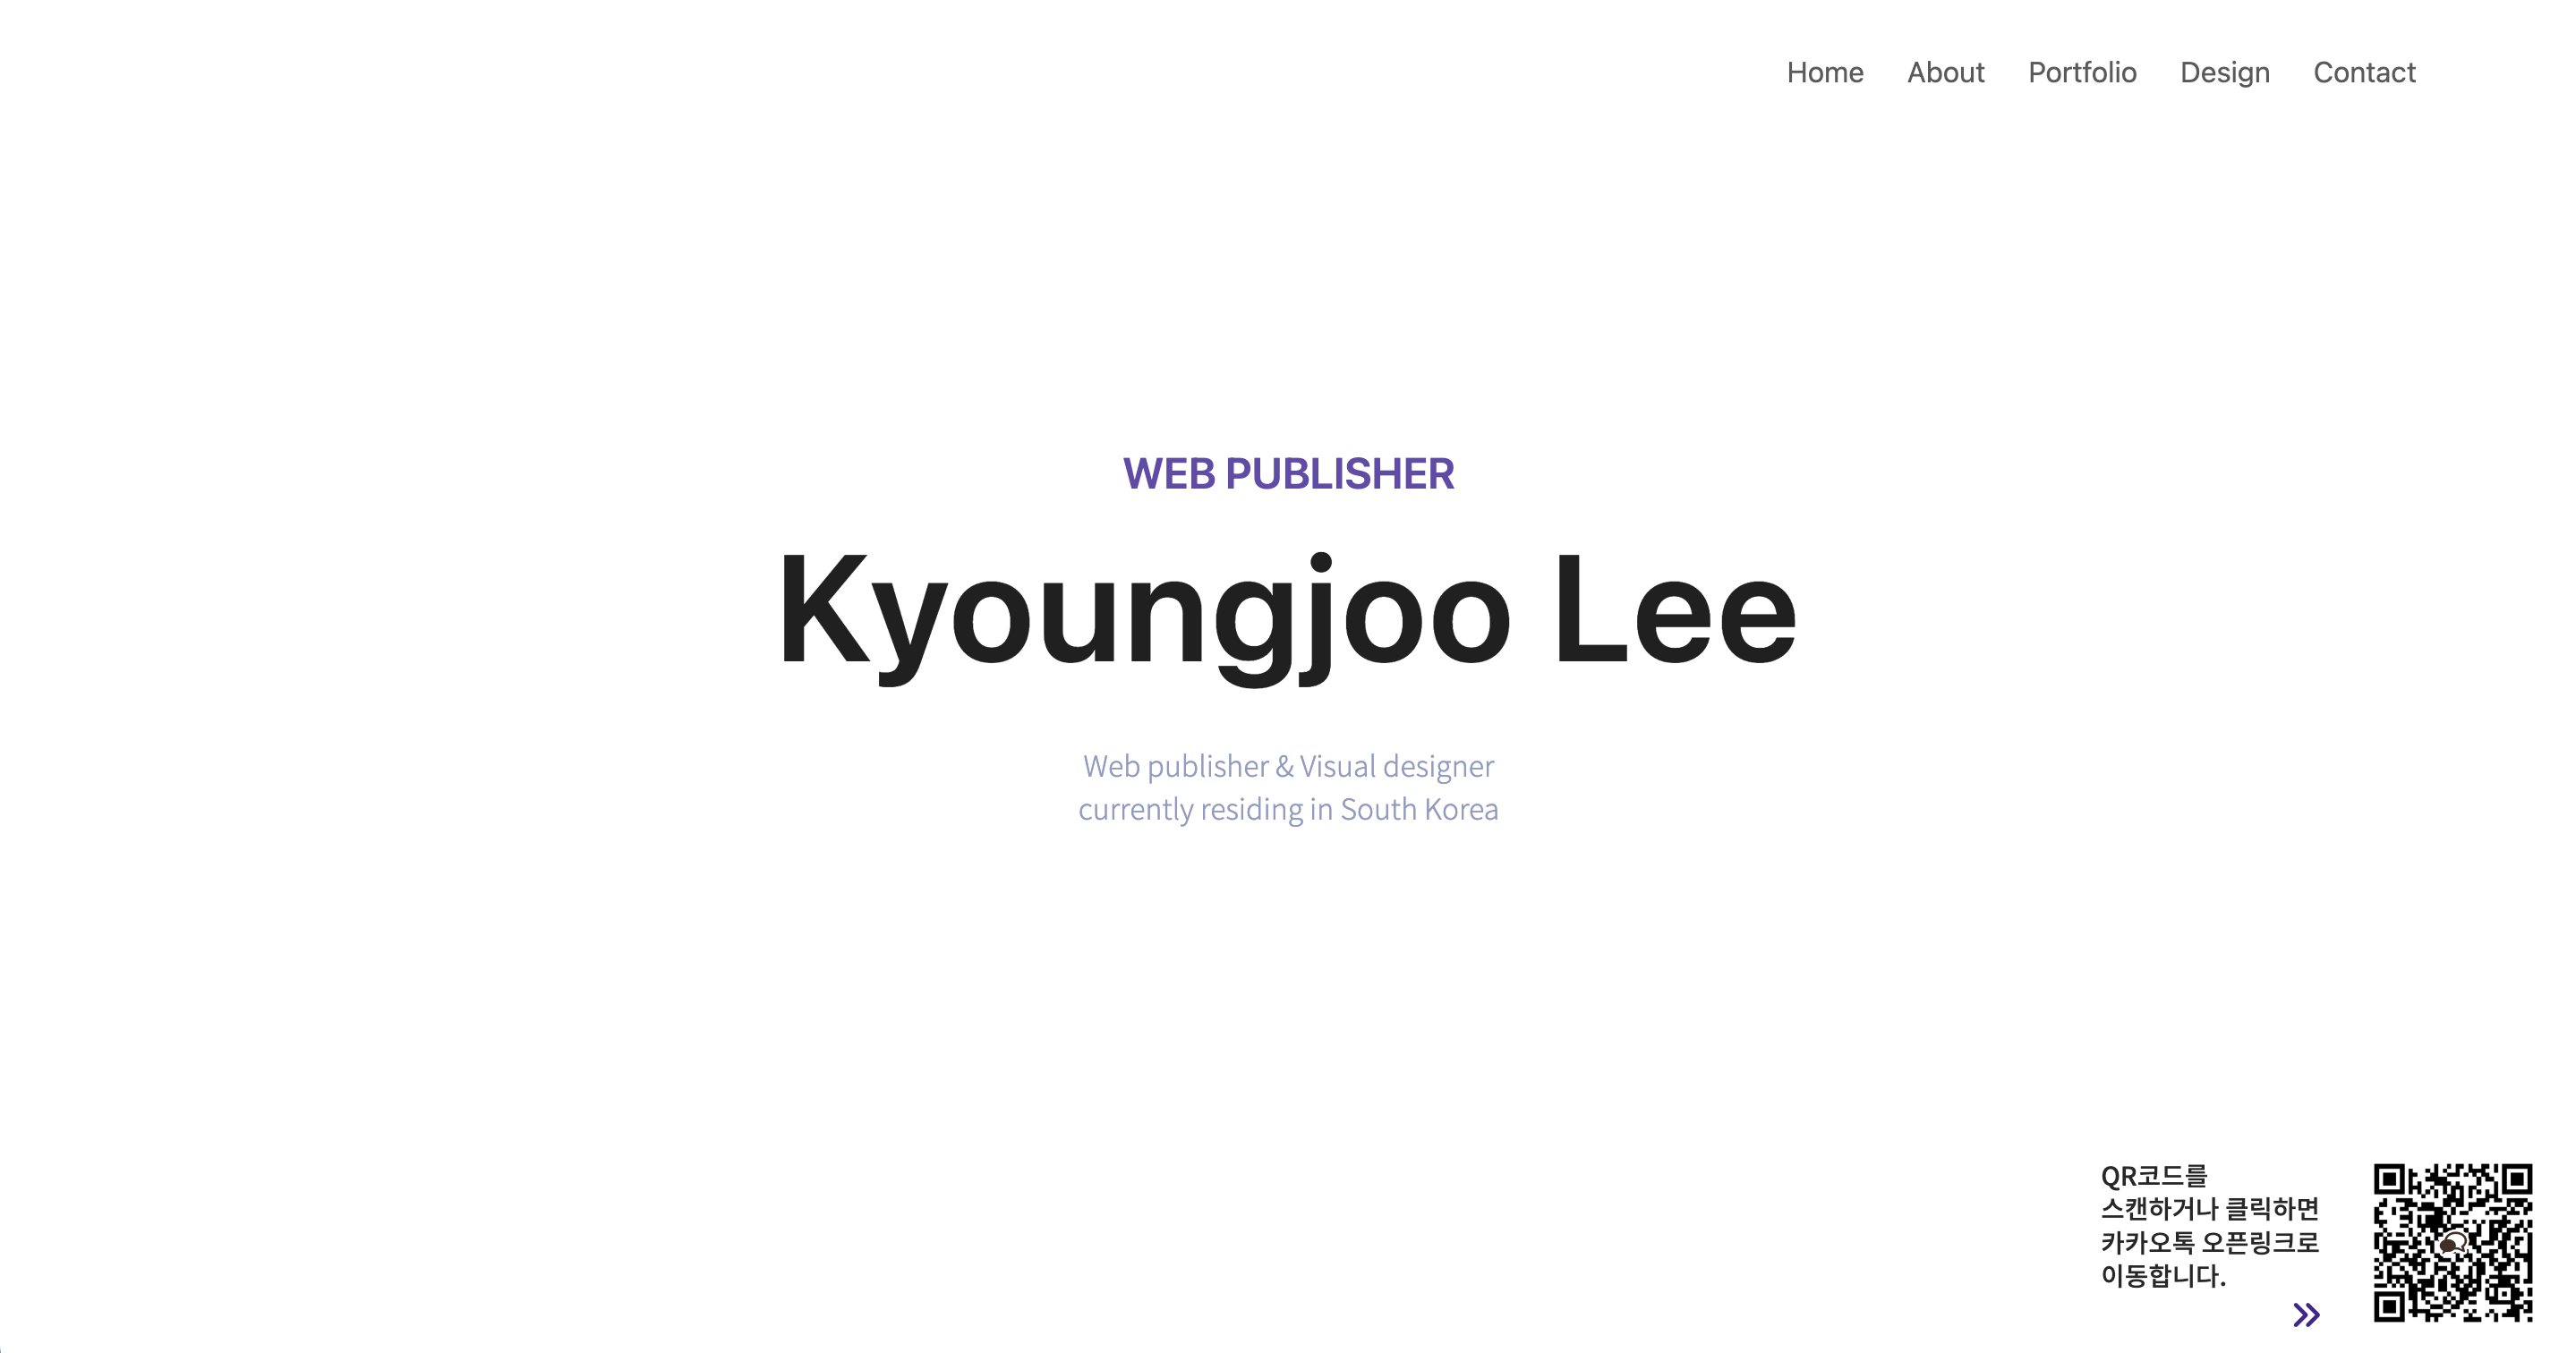 Home About Portfolio Design Contact
WEB PUBLISHER
Kyoungjoo Lee
Web publisher & Visual designer
currently residing in South Korea
QR코드를
스캔하거나 클릭하면
카카오톡 오픈링크로
이동합니다.